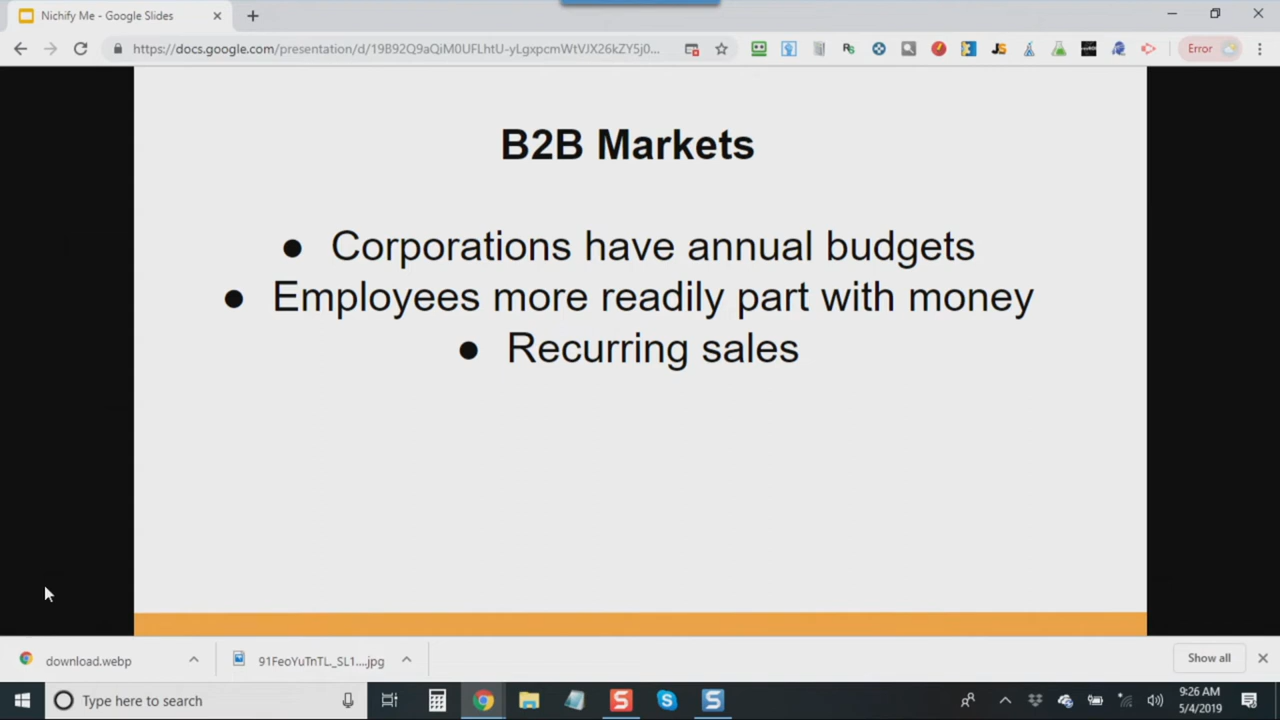 Nichify Me - Google Slides
https://docs.google.com/presentation/d/19B92Q9aQiM0UFLhtU-yLgxpcmWtVJX26kZY5j0...
Error
B2B Markets
● Corporations have annual budgets
● Employees more readily part with money
● Recurring sales
download.webp
91FeoYuTnTL._SL1....jpg
Show all
Type here to search
9:26 AM
5/4/2019